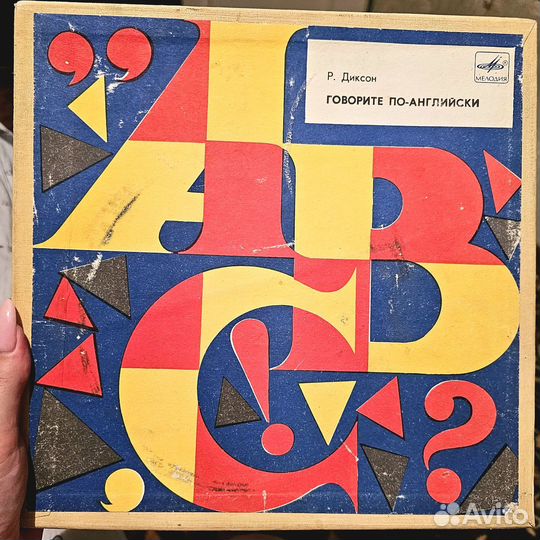 Р. Диксон
МЕЛОДИЯ
ГОВОРИТЕ ПО-АНГЛИЙСКИ
”
A B
C ! ?
,
Avito